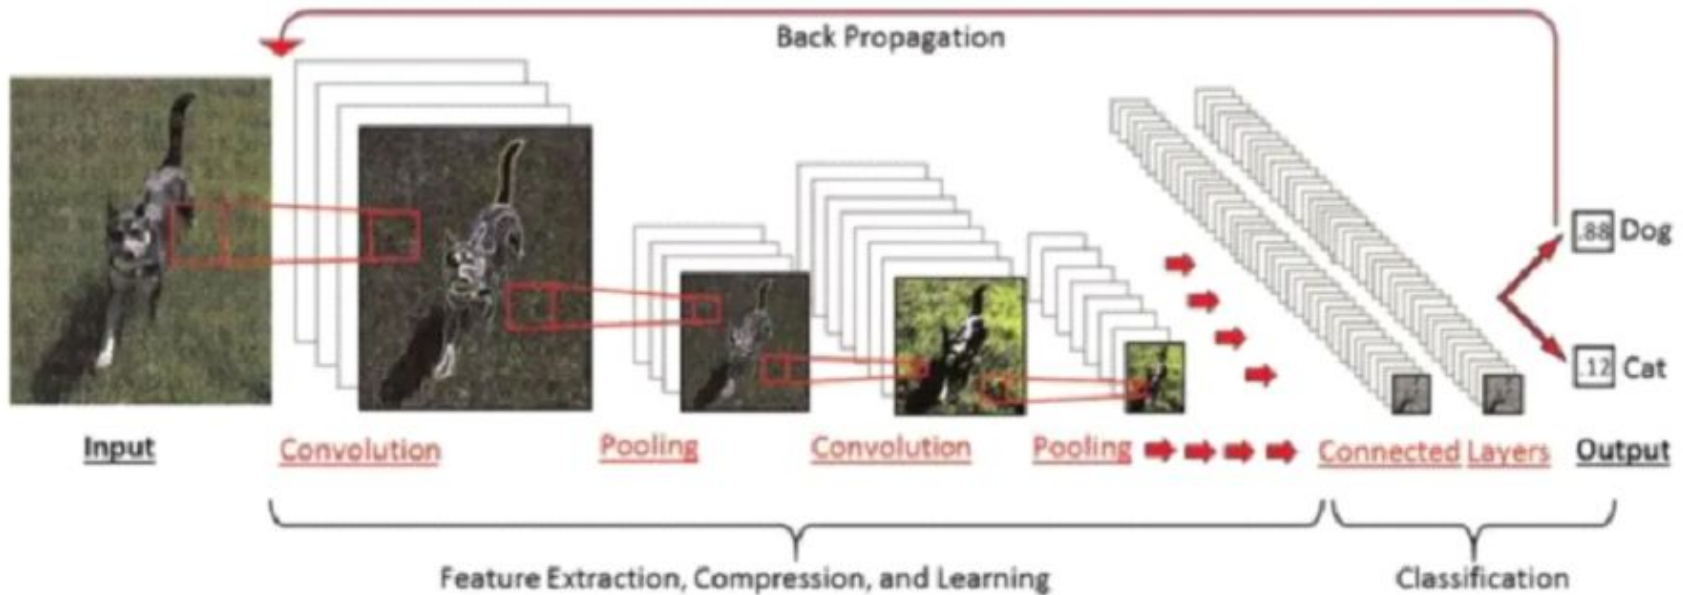 Back Propagation
.88 Dog
.12 Cat
Input
Convolution
Pooling
Convolution
Pooling
Connected Layers
Output
Feature Extraction, Compression, and Learning
Classification